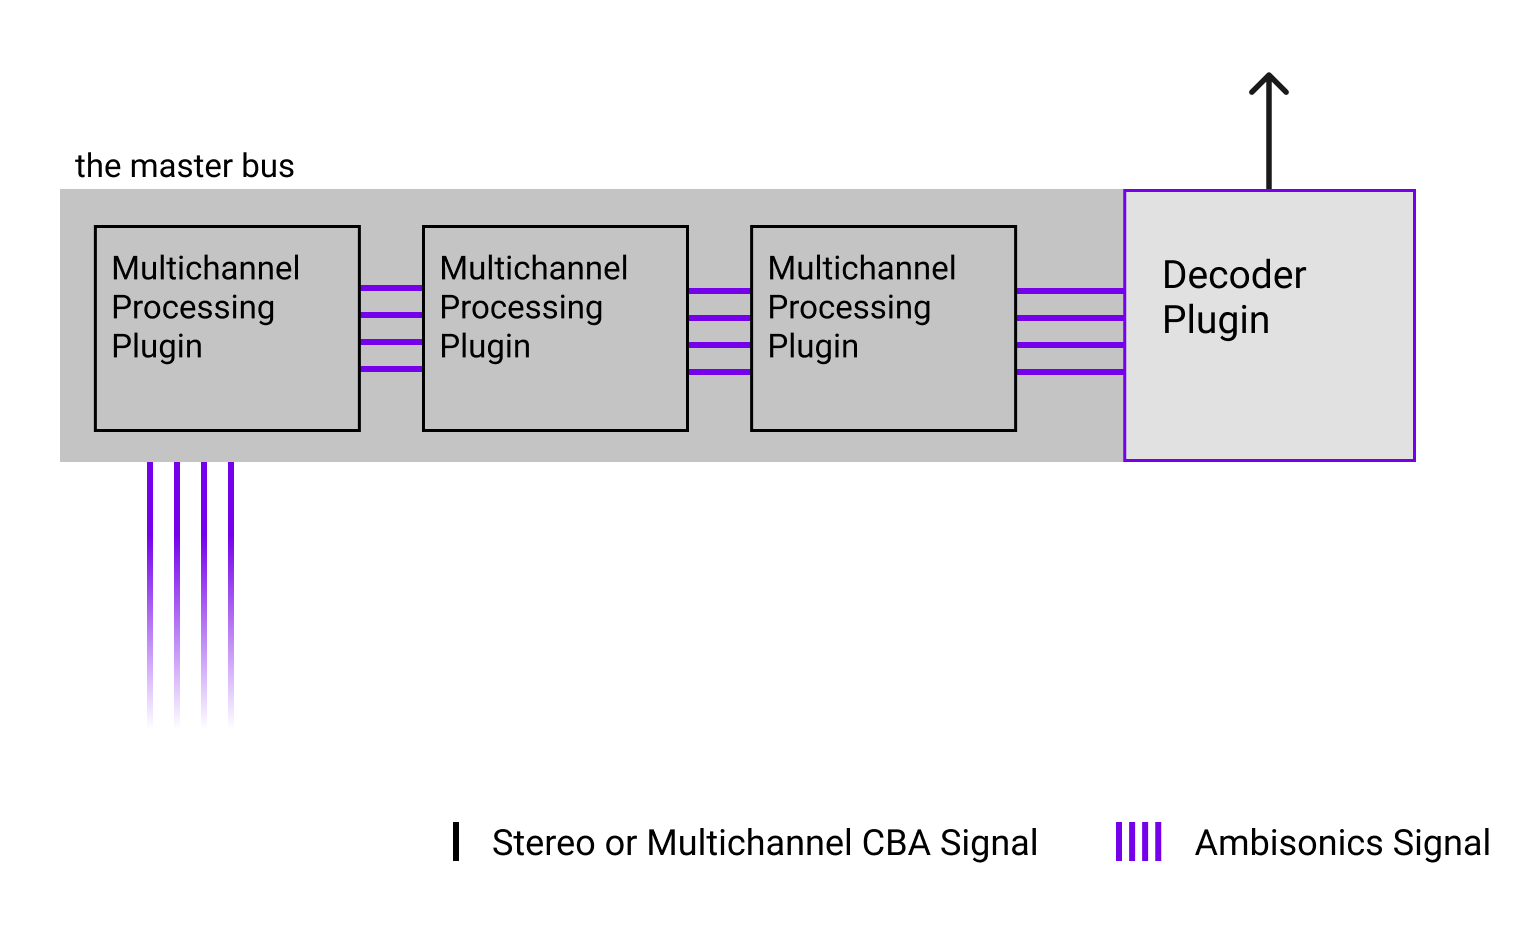 the master bus
Multichannel
Processing
Plugin
Multichannel
Processing
Plugin
Multichannel
Processing
Plugin
Decoder
Plugin
Stereo or Multichannel CBA Signal
Ambisonics Signal